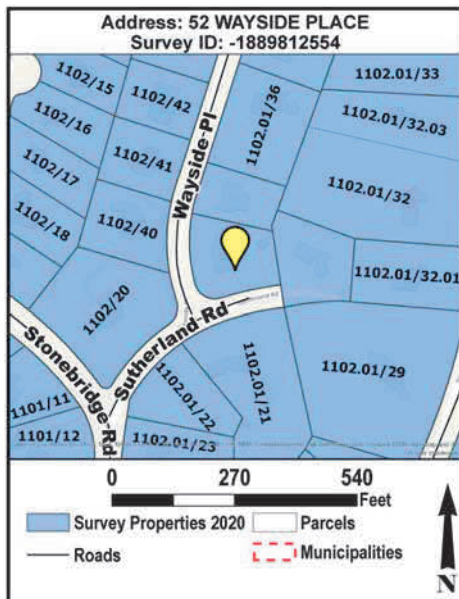 Address: 52 WAYSIDE PLACE
Survey ID: -1889812554
1102/15
1102/42
1102.01/36
1102.01/33
1102/16
1102.01/32.03
1102/41
1102/17
Wayside Pl
1102.01/32
1102/18
1102/40
1102.01/32.01
1102/20
Sutherland Rd
Stonebridge Rd
1102.01/29
1101/11
1102.01/22
1102.01/21
1101/12
1102.01/23
0 270 540
Feet
Survey Properties 2020
Parcels
Roads
Municipalities
N